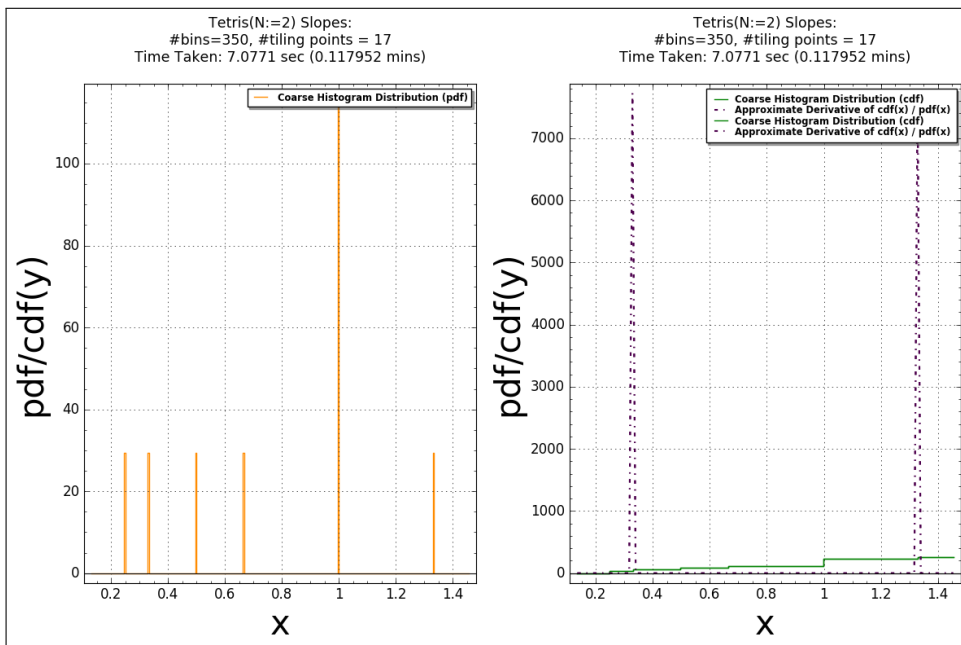 Tetris(N:=2) Slopes:
#bins=350, #tiling points = 17
Time Taken: 7.0771 sec (0.117952 mins)
Coarse Histogram Distribution (pdf)
100
80
60
40
20
0
0.2 0.4 0.6 0.8 1 1.2 1.4
pdf/cdf(y)
x
Tetris(N:=2) Slopes:
#bins=350, #tiling points = 17
Time Taken: 7.0771 sec (0.117952 mins)
Coarse Histogram Distribution (cdf)
Approximate Derivative of cdf(x) / pdf(x)
Coarse Histogram Distribution (cdf)
Approximate Derivative of cdf(x) / pdf(x)
7000
6000
5000
4000
3000
2000
1000
0
0.2 0.4 0.6 0.8 1 1.2 1.4
pdf/cdf(y)
x